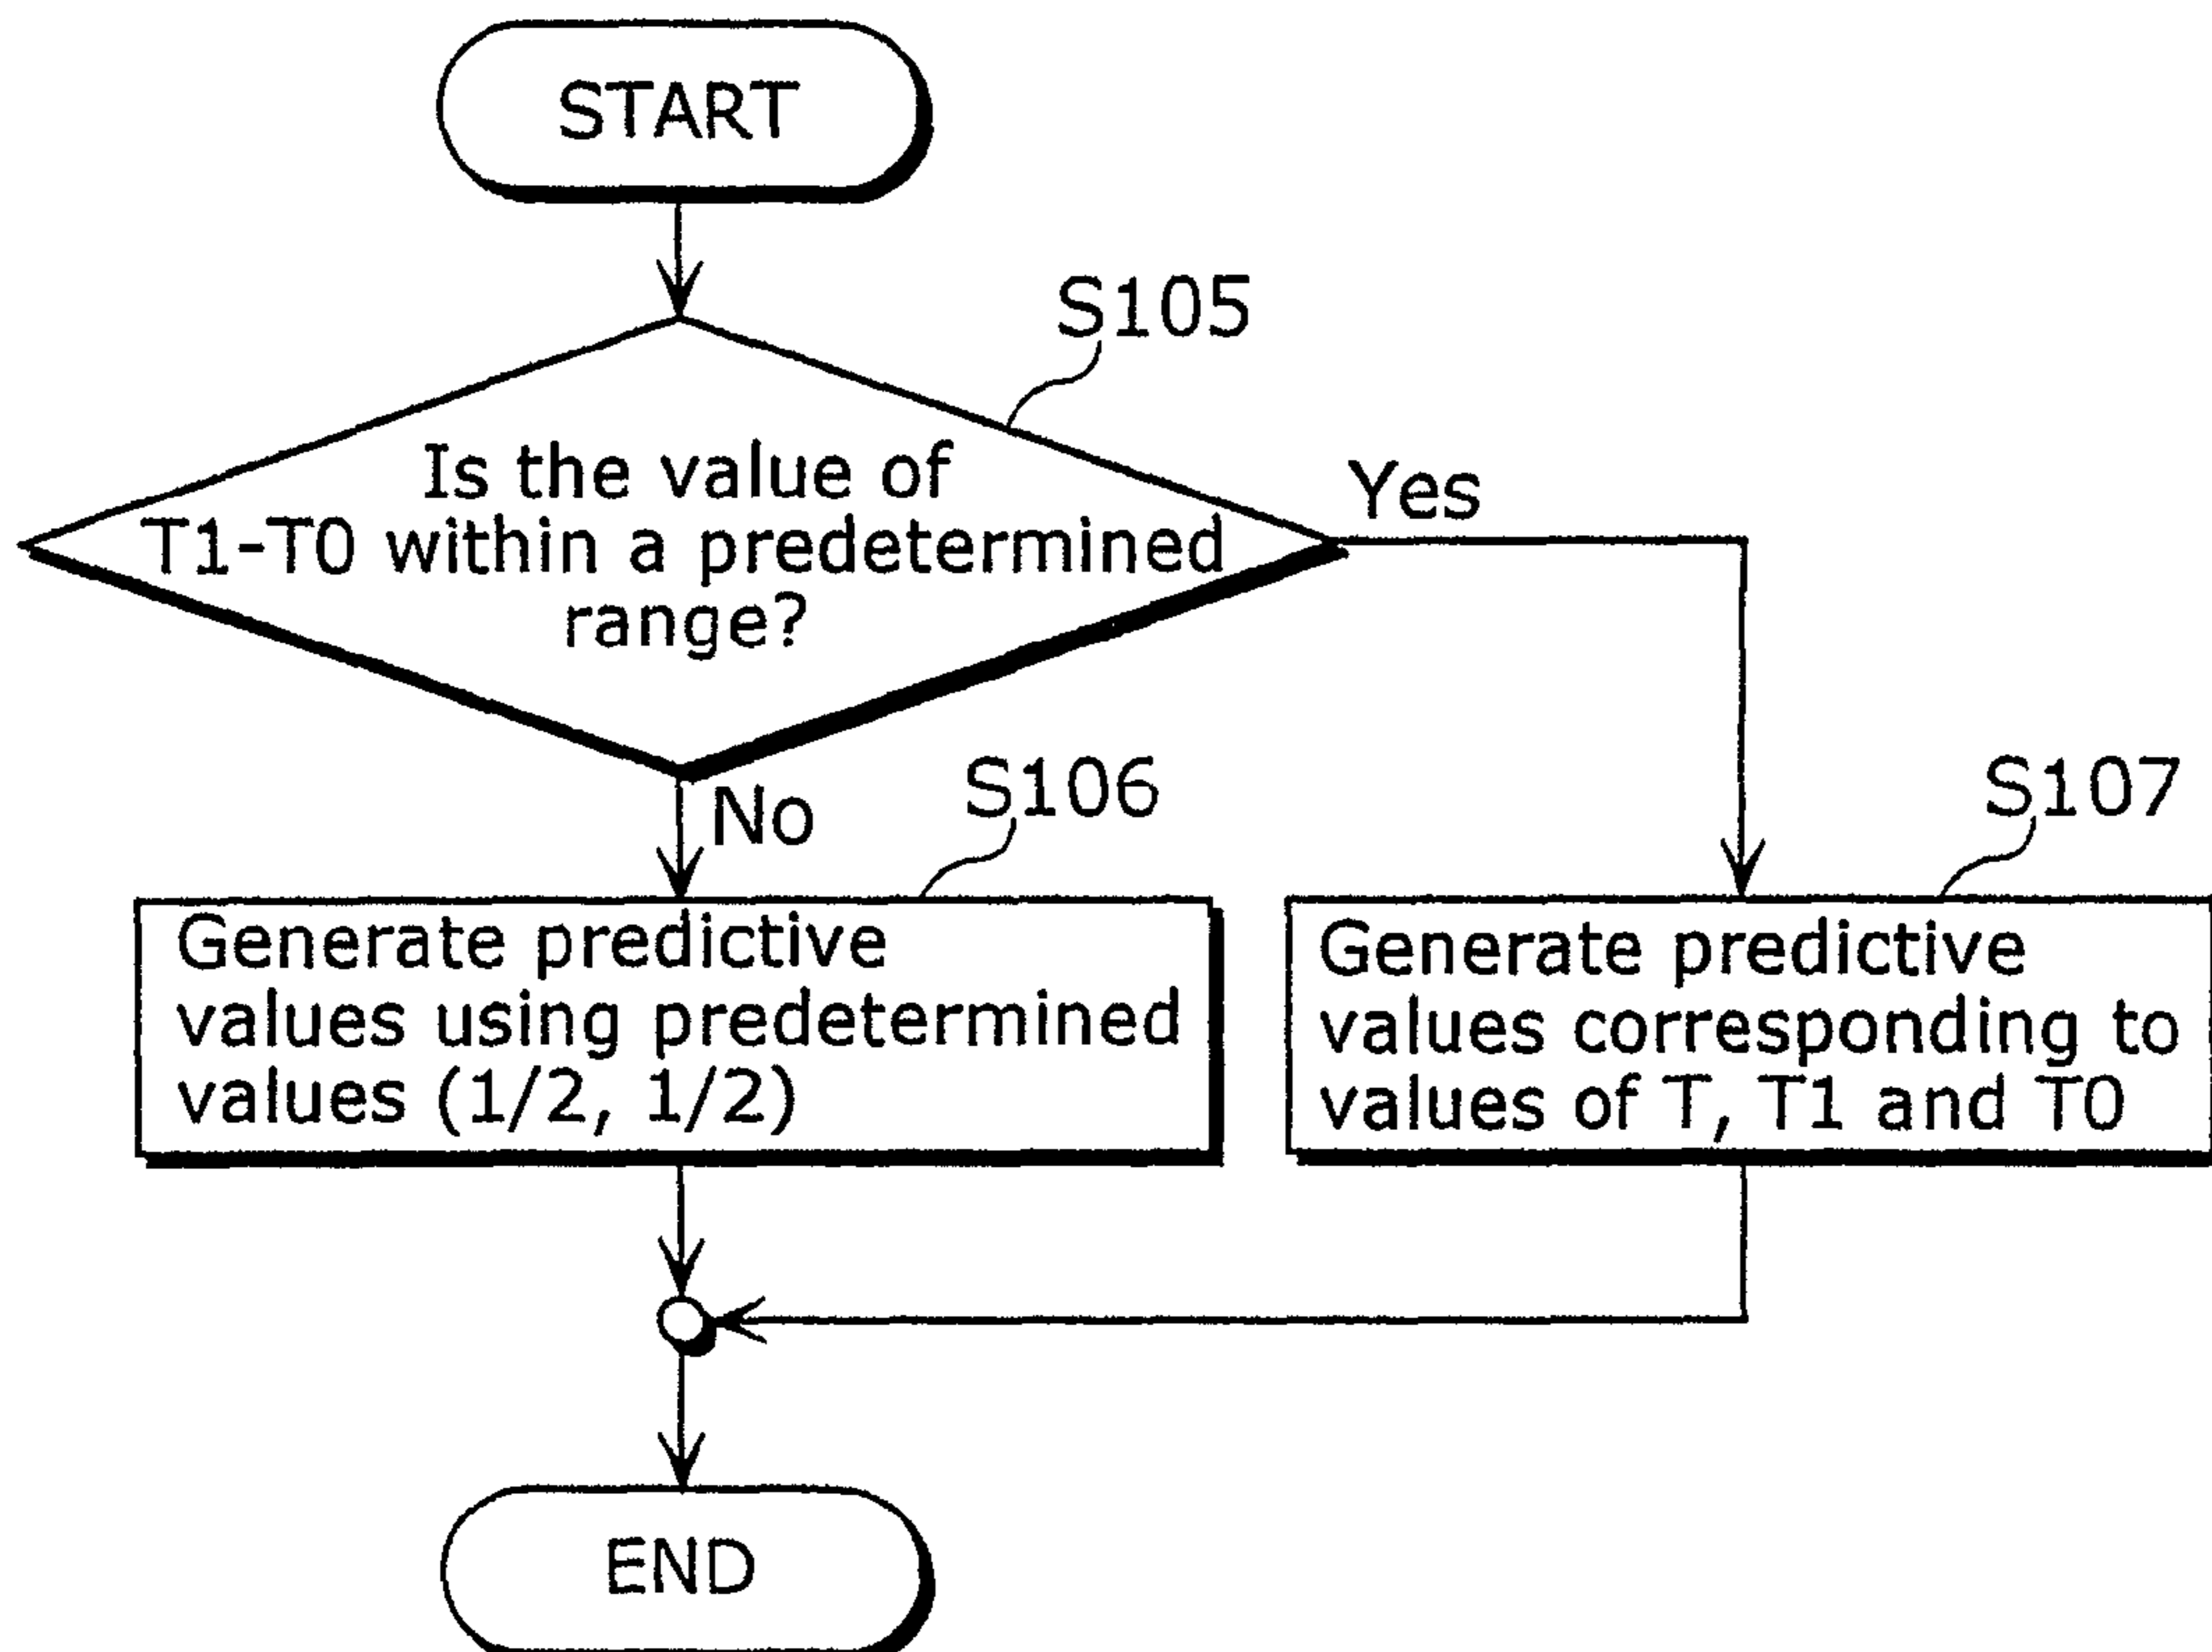 START
S105
Is the value of
T1-T0 within a predetermined
range?
Yes
No
S106
Generate predictive
values using predetermined
values (1/2, 1/2)
S107
Generate predictive
values corresponding to
values of T, T1 and T0
END